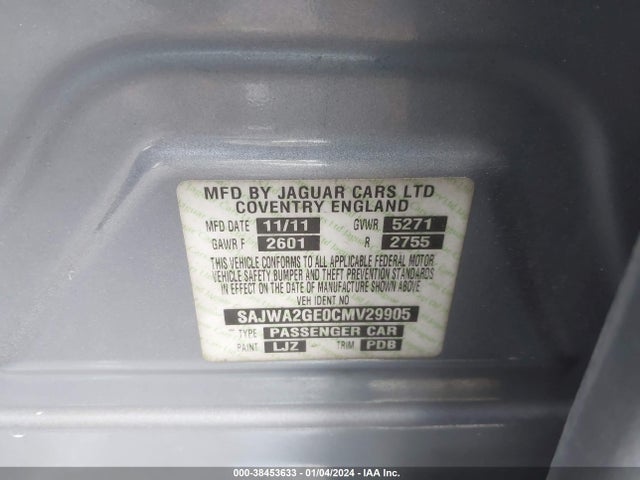 MFD BY JAGUAR CARS LTD
COVENTRY ENGLAND
MFD DATE 11/11 GVWR 5271
GAWR F 2601 R 2755
THIS VEHICLE CONFORMS TO ALL APPLICABLE FEDERAL MOTOR
VEHICLE SAFETY,BUMPER AND THEFT PREVENTION STANDARDS
IN EFFECT ON THE DATE OF MANUFACTURE SHOWN ABOVE
VEH IDENT NO
SAJWA2GE0CMV29905
TYPE PASSENGER CAR
PAINT LJZ TRIM PDB
000-38453633 - 01/04/2024 - IAA Inc.